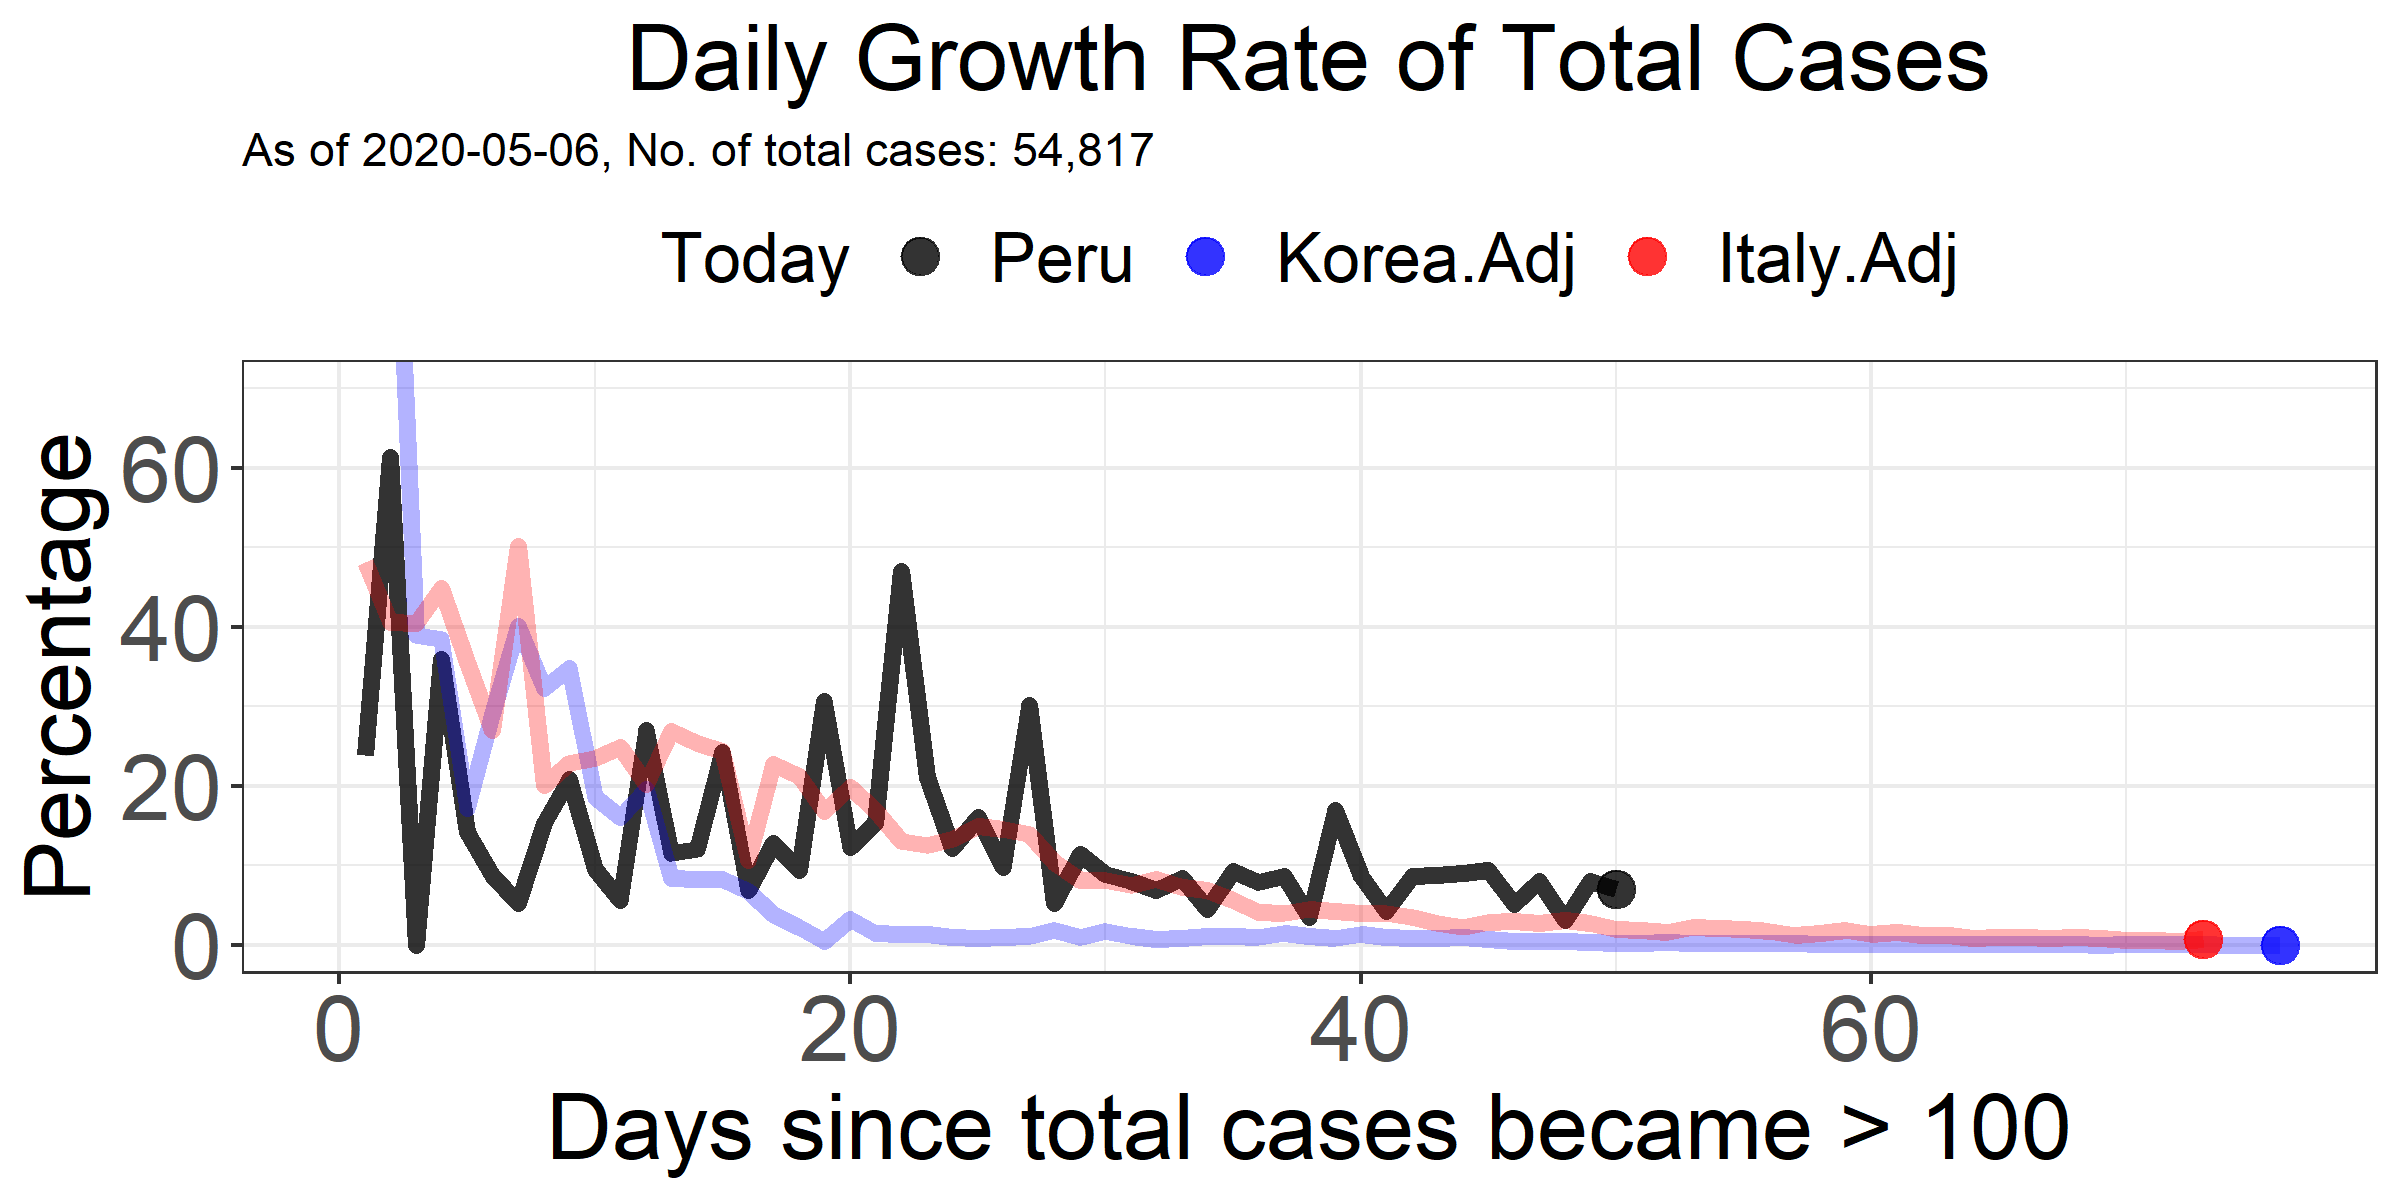 Daily Growth Rate of Total Cases
As of 2020-05-06, No. of total cases: 54,817
Today Peru Korea.Adj Italy.Adj
Percentage
60
40
20
0
0 20 40 60
Days since total cases became > 100